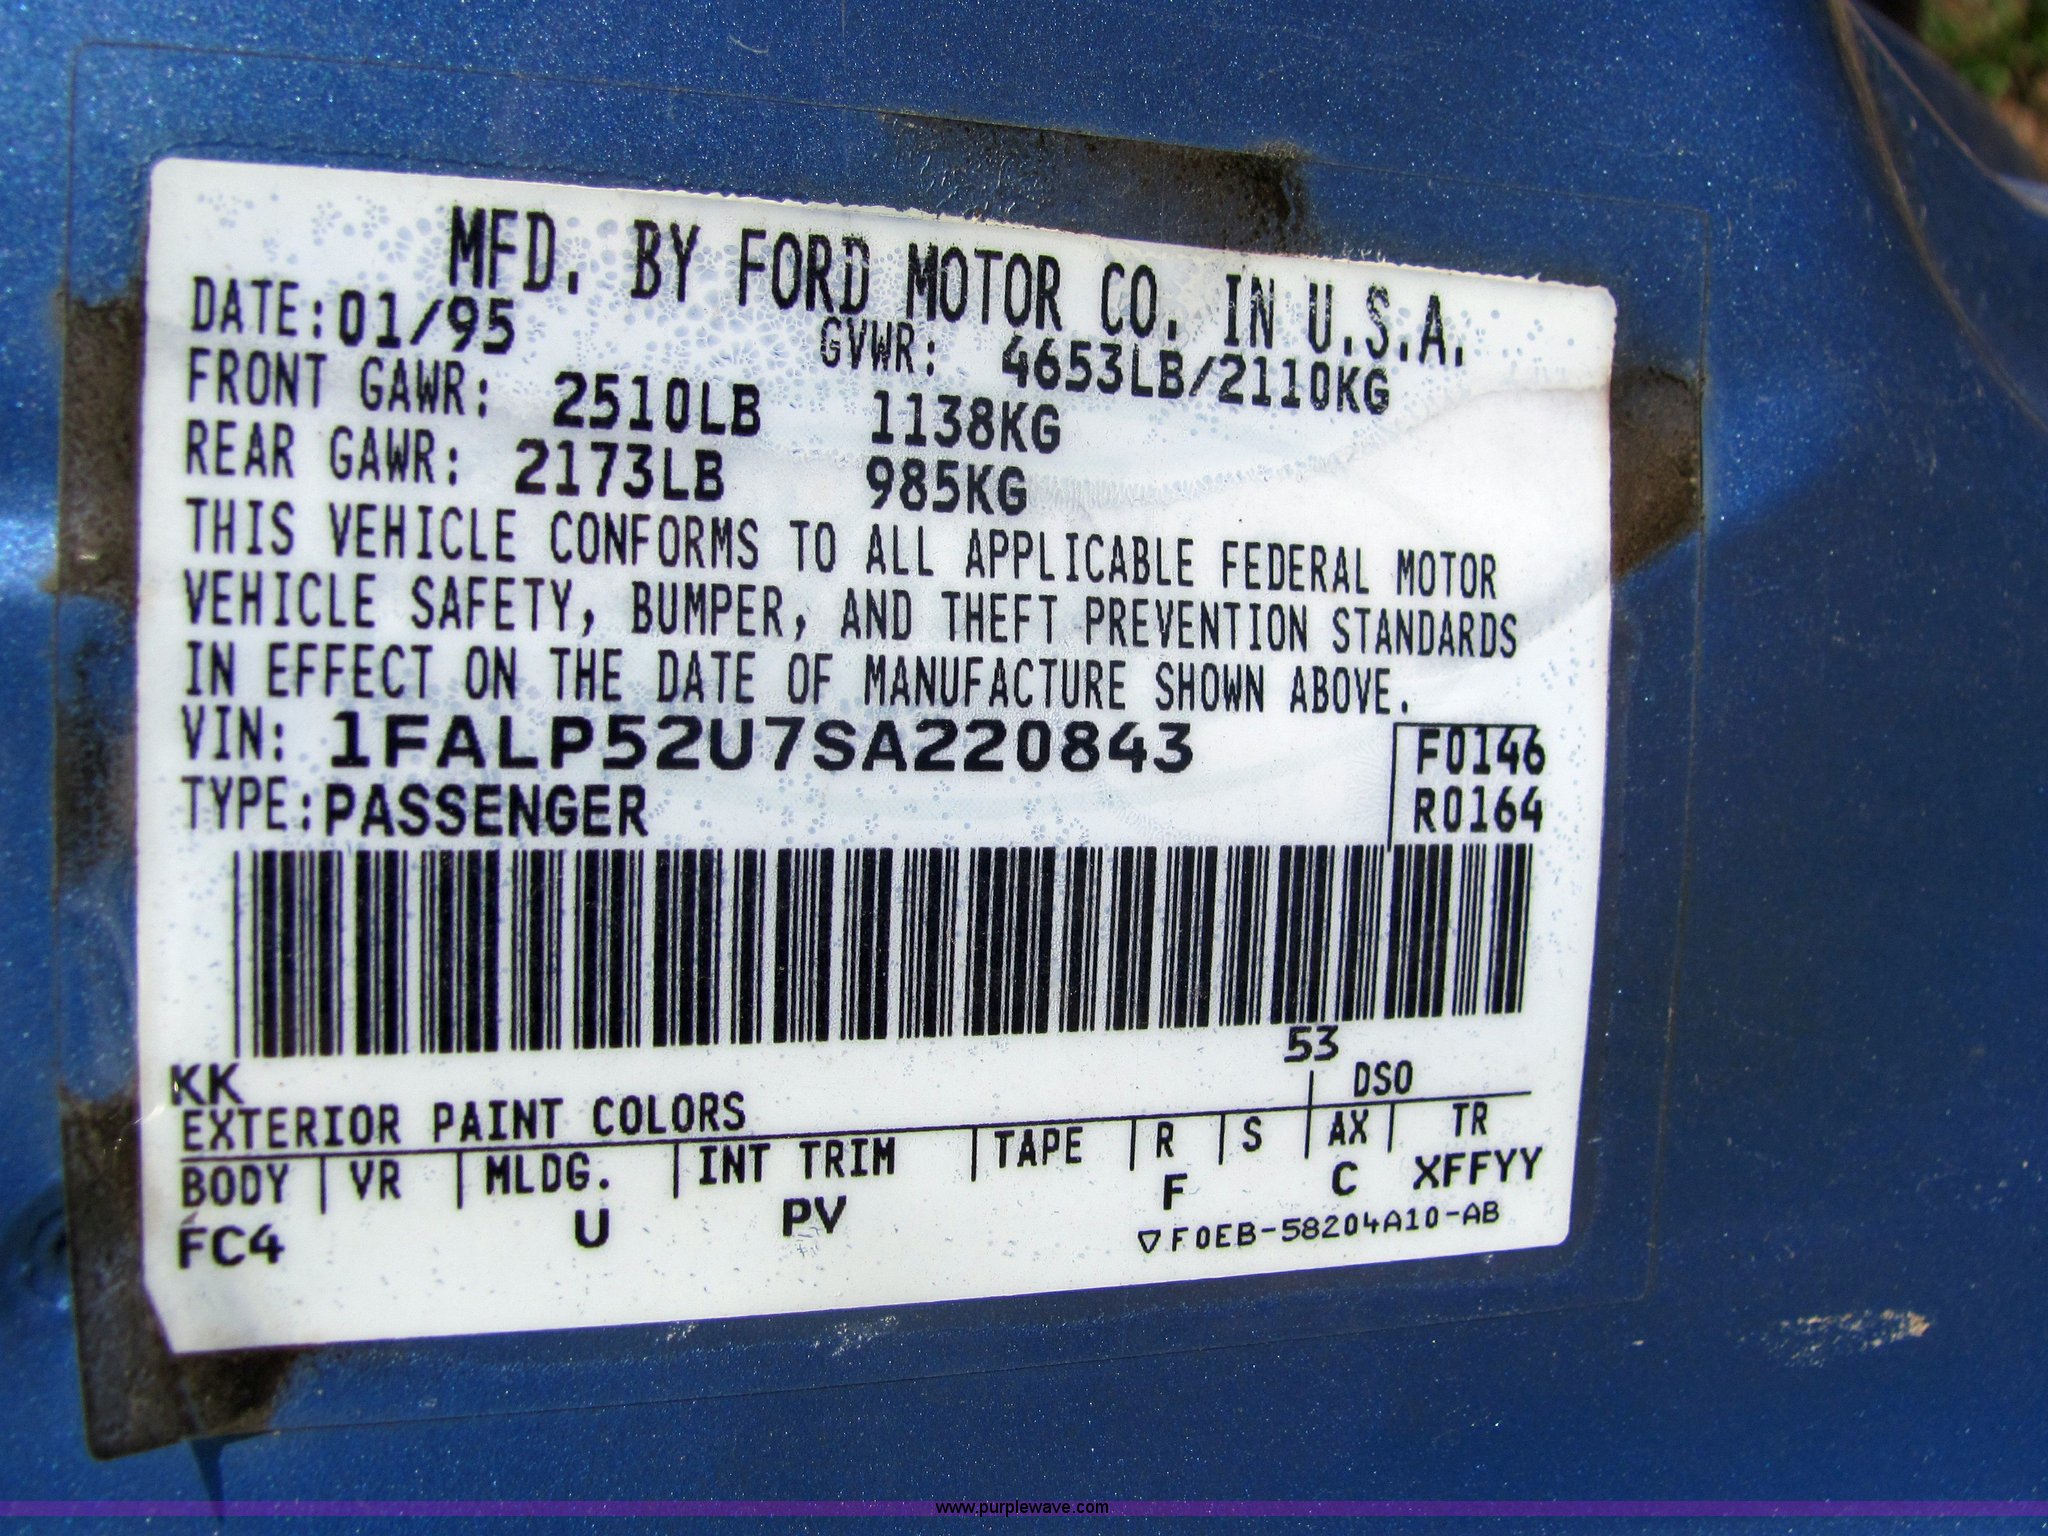 MFD. BY FORD MOTOR CO. IN U.S.A.
DATE: 01/95 GVWR: 4653LB/2110KG
FRONT GAWR: 2510LB 1138KG
REAR GAWR: 2173LB 985KG
THIS VEHICLE CONFORMS TO ALL APPLICABLE FEDERAL MOTOR
VEHICLE SAFETY, BUMPER, AND THEFT PREVENTION STANDARDS
IN EFFECT ON THE DATE OF MANUFACTURE SHOWN ABOVE.
VIN: 1FALP52U7SA220843 F0146
TYPE: PASSENGER R0164
53
KK DSO
EXTERIOR PAINT COLORS
BODY VR MLDG. INT TRIM TAPE R S AX TR
FC4 U PV F C XFFYY
▽F0EB-58204A10-AB
www.purplewave.com